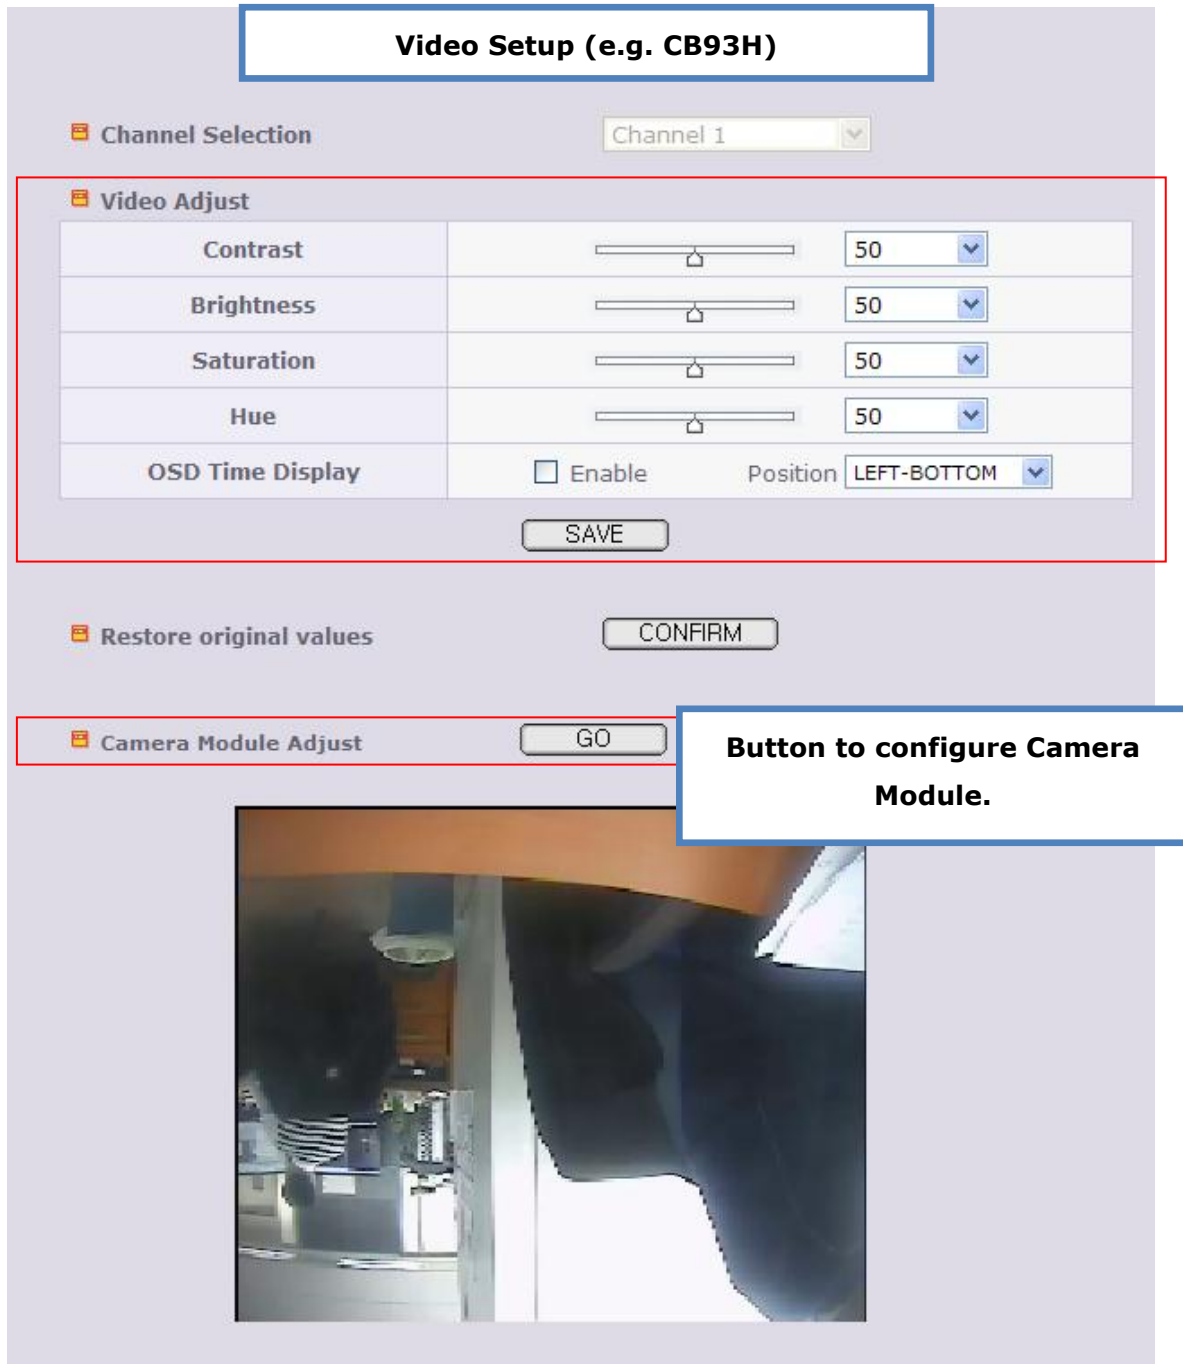 Video Setup (e.g. CB93H)
Channel Selection Channel 1
Video Adjust
Contrast 50
Brightness 50
Saturation 50
Hue 50
OSD Time Display Enable Position LEFT-BOTTOM
SAVE
Restore original values CONFIRM
Camera Module Adjust GO
Button to configure Camera
Module.